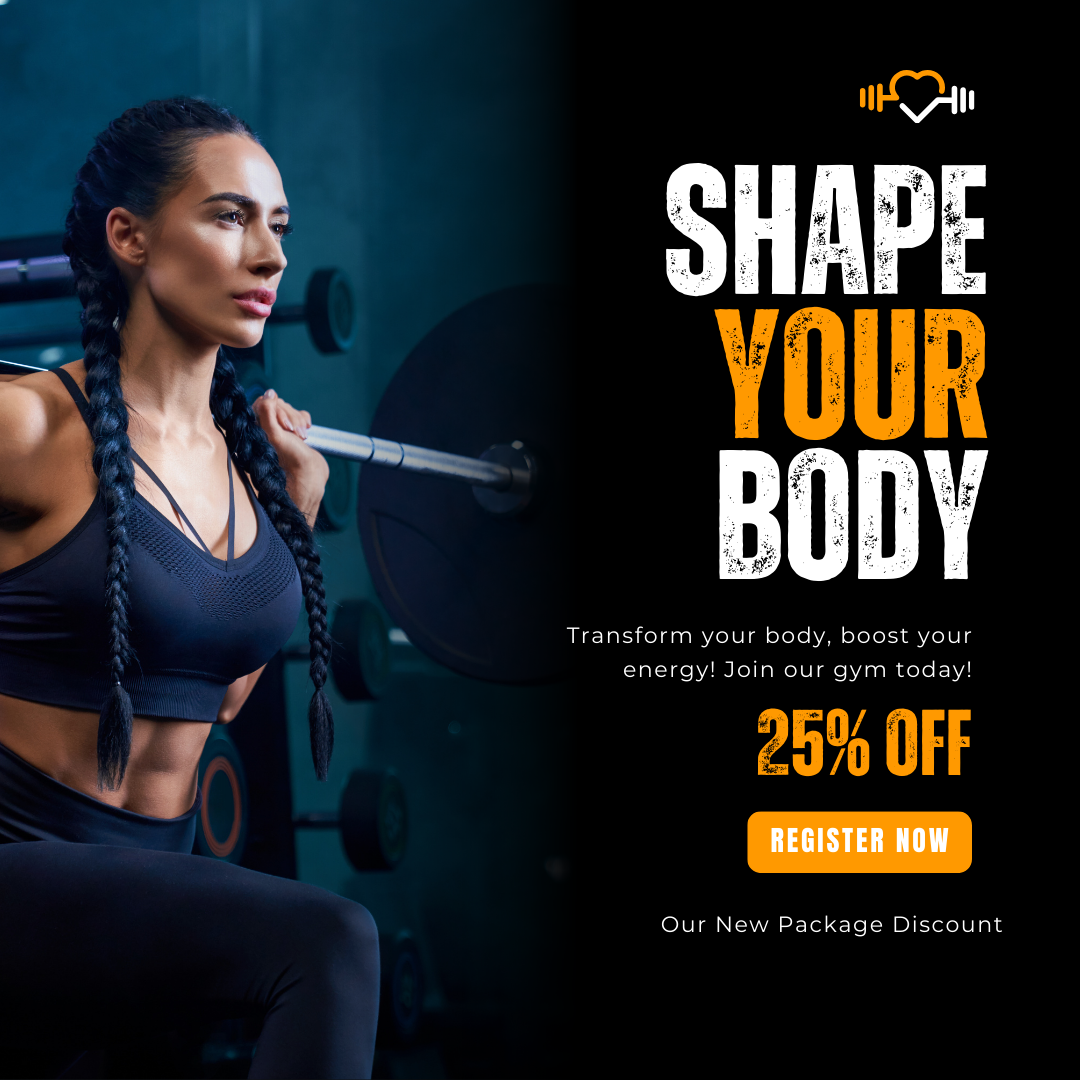 SHAPE
YOUR
BODY
Transform your body, boost your
energy! Join our gym today!
25% OFF
REGISTER NOW
Our New Package Discount